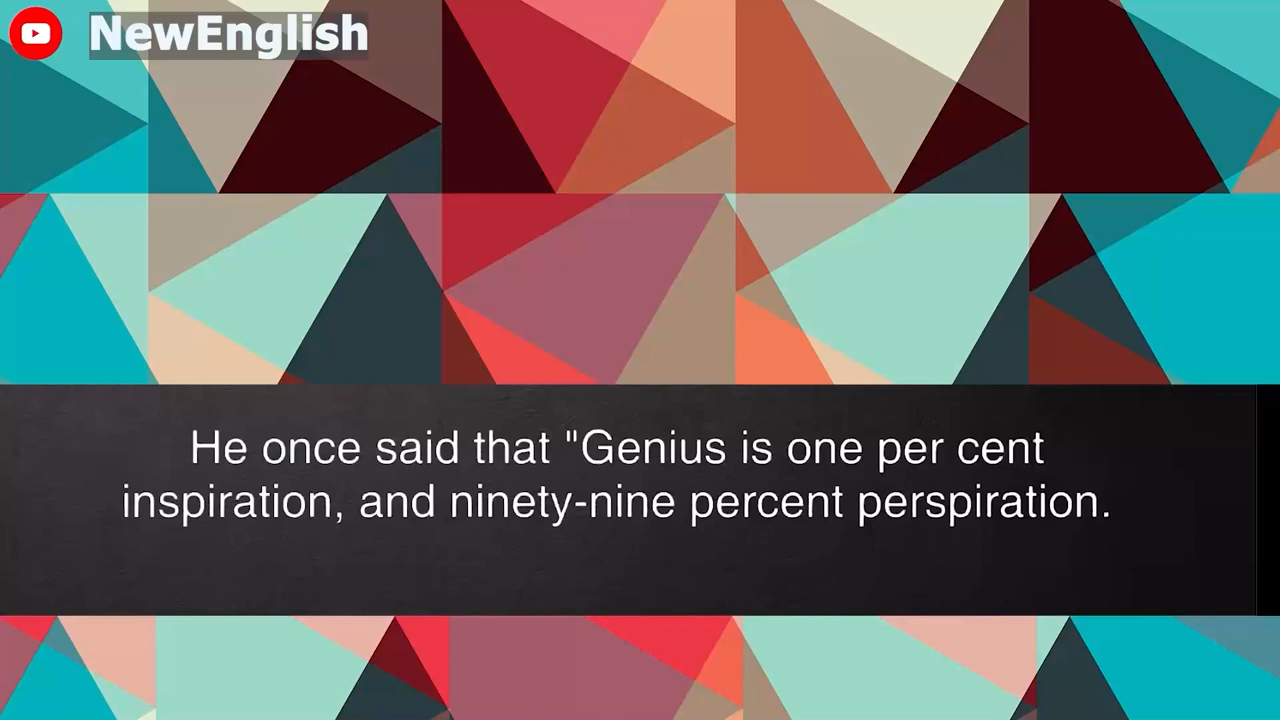 NewEnglish
He once said that "Genius is one per cent
inspiration, and ninety-nine percent perspiration.